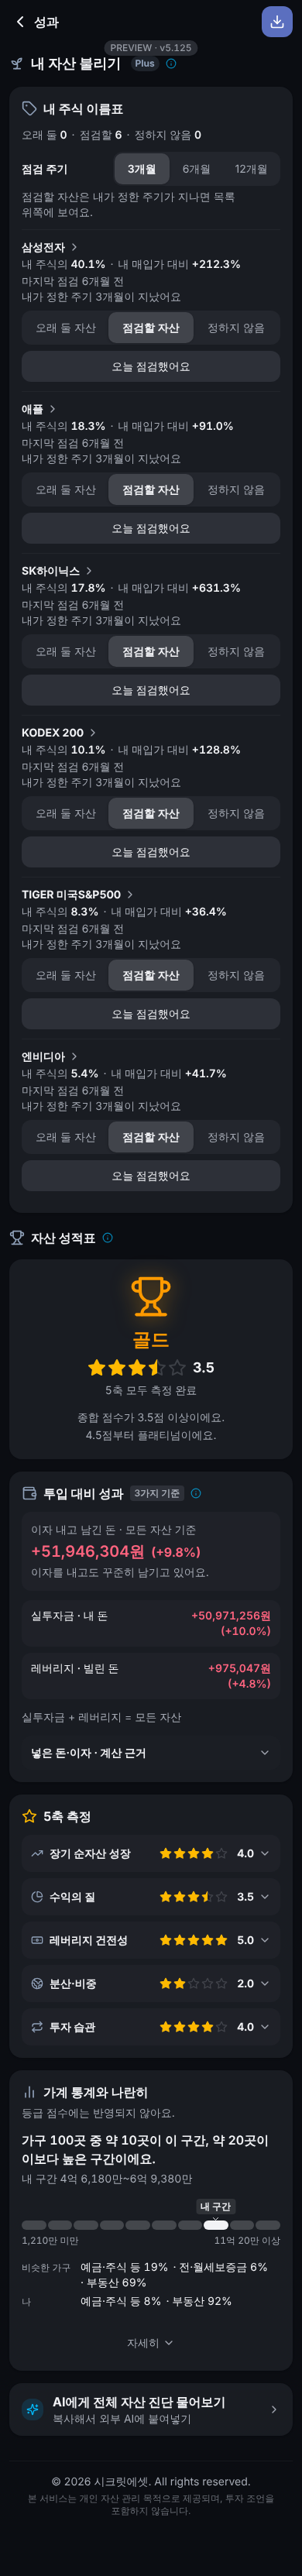 성과
PREVIEW · v5.125
내 자산 불리기 Plus
내 주식 이름표
오래 둘 0 · 점검할 6 · 정하지 않음 0
점검 주기 3개월 6개월 12개월
점검할 자산은 내가 정한 주기가 지나면 목록
위쪽에 보여요.
삼성전자
내 주식의 40.1% · 내 매입가 대비 +212.3%
마지막 점검 6개월 전
내가 정한 주기 3개월이 지났어요
오래 둘 자산 점검할 자산 정하지 않음
오늘 점검했어요
애플
내 주식의 18.3% · 내 매입가 대비 +91.0%
마지막 점검 6개월 전
내가 정한 주기 3개월이 지났어요
오래 둘 자산 점검할 자산 정하지 않음
오늘 점검했어요
SK하이닉스
내 주식의 17.8% · 내 매입가 대비 +631.3%
마지막 점검 6개월 전
내가 정한 주기 3개월이 지났어요
오래 둘 자산 점검할 자산 정하지 않음
오늘 점검했어요
KODEX 200
내 주식의 10.1% · 내 매입가 대비 +128.8%
마지막 점검 6개월 전
내가 정한 주기 3개월이 지났어요
오래 둘 자산 점검할 자산 정하지 않음
오늘 점검했어요
TIGER 미국S&P500
내 주식의 8.3% · 내 매입가 대비 +36.4%
마지막 점검 6개월 전
내가 정한 주기 3개월이 지났어요
오래 둘 자산 점검할 자산 정하지 않음
오늘 점검했어요
엔비디아
내 주식의 5.4% · 내 매입가 대비 +41.7%
마지막 점검 6개월 전
내가 정한 주기 3개월이 지났어요
오래 둘 자산 점검할 자산 정하지 않음
오늘 점검했어요
자산 성적표
골드
3.5
5축 모두 측정 완료
종합 점수가 3.5점 이상이에요.
4.5점부터 플래티넘이에요.
투입 대비 성과 3가지 기준
이자 내고 남긴 돈 · 모든 자산 기준
+51,946,304원 (+9.8%)
이자를 내고도 꾸준히 남기고 있어요.
실투자금 · 내 돈 +50,971,256원
(+10.0%)
레버리지 · 빌린 돈 +975,047원
(+4.8%)
실투자금 + 레버리지 = 모든 자산
넣은 돈·이자 · 계산 근거
5축 측정
장기 순자산 성장 4.0
수익의 질 3.5
레버리지 건전성 5.0
분산·비중 2.0
투자 습관 4.0
가계 통계와 나란히
등급 점수에는 반영되지 않아요.
가구 100곳 중 약 10곳이 이 구간, 약 20곳이
이보다 높은 구간이에요.
내 구간 4억 6,180만~6억 9,380만
내 구간
1,210만 미만 11억 20만 이상
비슷한 가구 예금·주식 등 19% · 전·월세보증금 6%
· 부동산 69%
나 예금·주식 등 8% · 부동산 92%
자세히
AI에게 전체 자산 진단 물어보기
복사해서 외부 AI에 붙여넣기
© 2026 시크릿에셋. All rights reserved.
본 서비스는 개인 자산 관리 목적으로 제공되며, 투자 조언을
포함하지 않습니다.